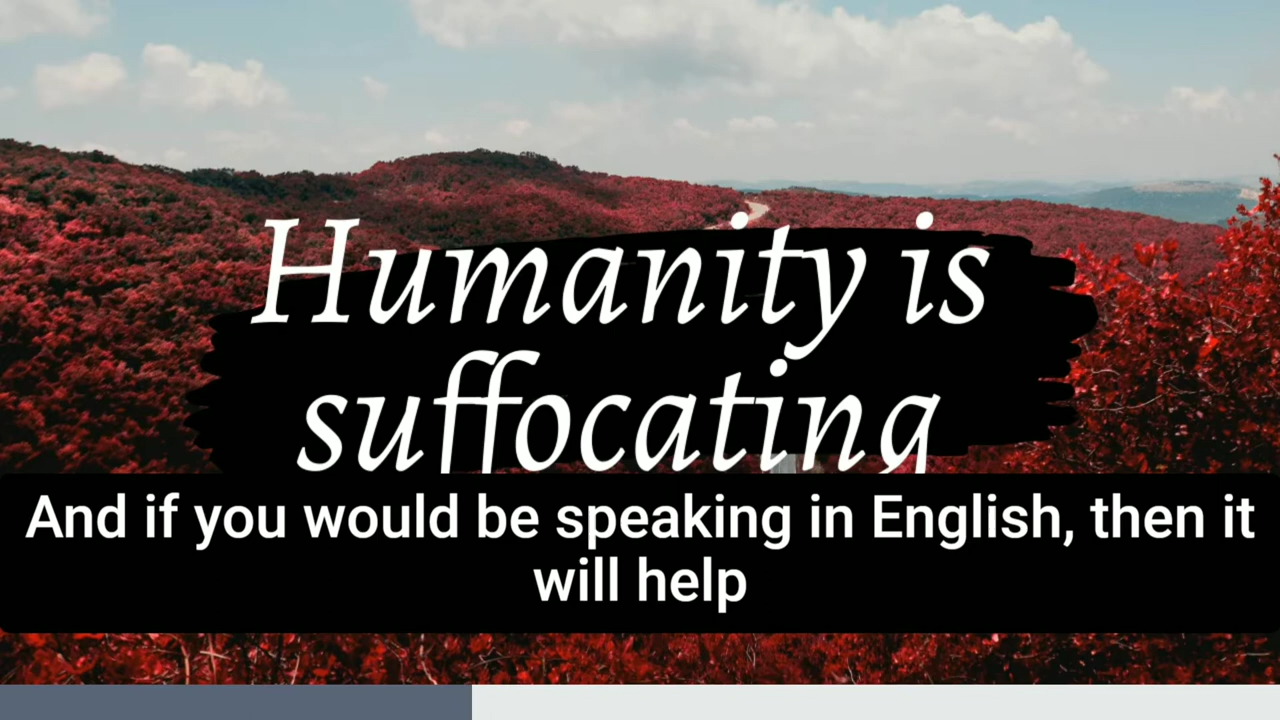 Humanity is
suffocating
And if you would be speaking in English, then it
will help